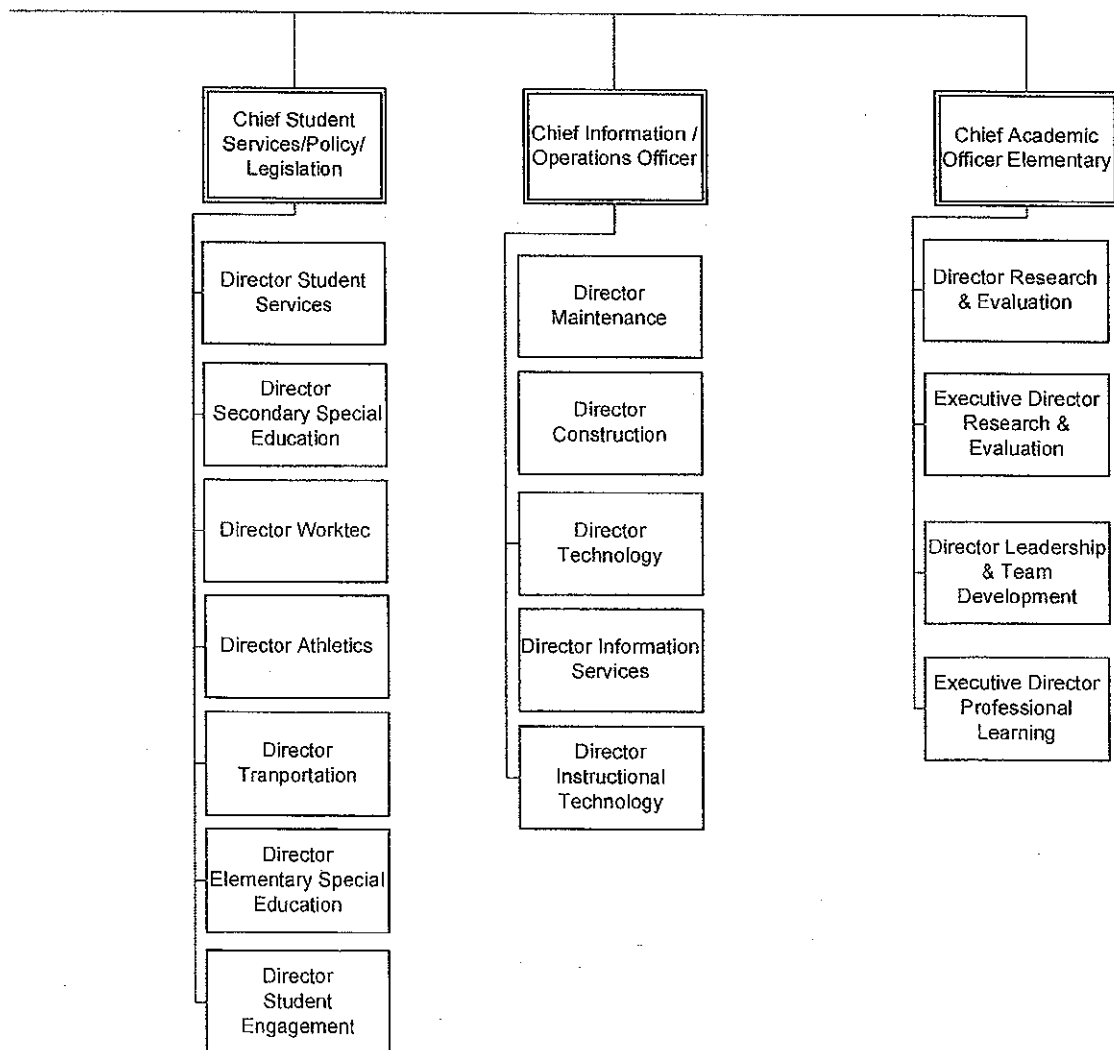 Chief Student
Services/Policy/
Legislation
Director Student
Services
Director
Secondary Special
Education
Director Worktec
Director Athletics
Director
Tranportation
Director
Elementary Special
Education
Director
Student
Engagement
Chief Information /
Operations Officer
Director
Maintenance
Director
Construction
Director
Technology
Director Information
Services
Director
Instructional
Technology
Chief Academic
Officer Elementary
Director Research
& Evaluation
Executive Director
Research &
Evaluation
Director Leadership
& Team
Development
Executive Director
Professional
Learning